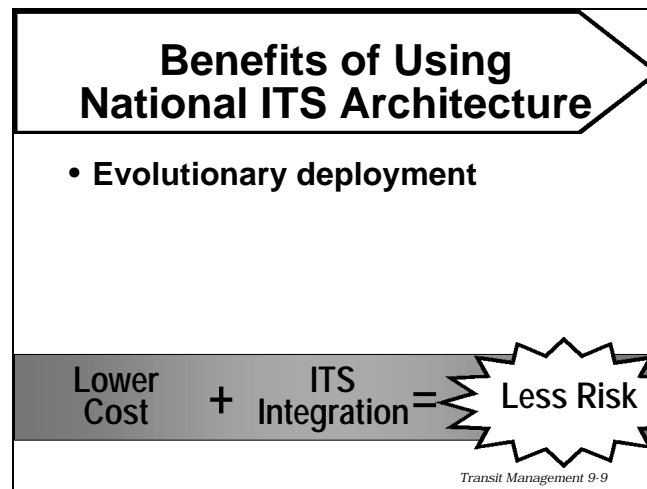 Benefits of Using
National ITS Architecture
• Evolutionary deployment
Lower Cost + ITS Integration = Less Risk
Transit Management 9-9